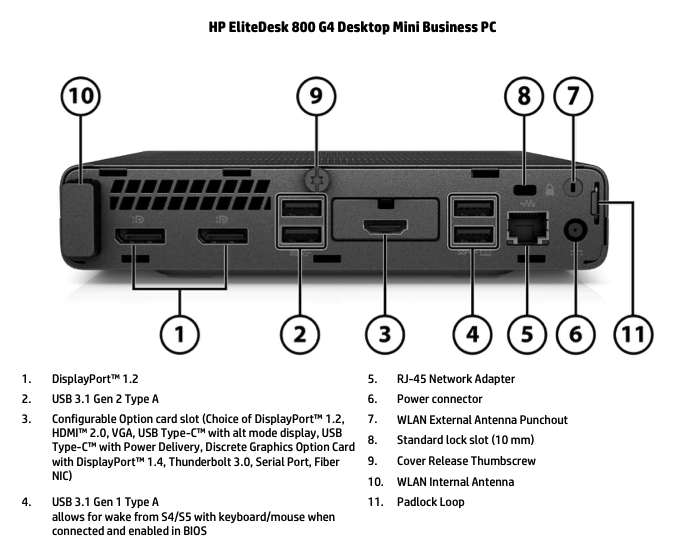 HP EliteDesk 800 G4 Desktop Mini Business PC
10
9
8
7
1
2
3
4
5
6
11
1. DisplayPort™ 1.2
2. USB 3.1 Gen 2 Type A
3. Configurable Option card slot (Choice of DisplayPort™ 1.2,
HDMI™ 2.0, VGA, USB Type-C™ with alt mode display, USB
Type-C™ with Power Delivery, Discrete Graphics Option Card
with DisplayPort™ 1.4, Thunderbolt 3.0, Serial Port, Fiber
NIC)
4. USB 3.1 Gen 1 Type A
allows for wake from S4/S5 with keyboard/mouse when
connected and enabled in BIOS
5. RJ-45 Network Adapter
6. Power connector
7. WLAN External Antenna Punchout
8. Standard lock slot (10 mm)
9. Cover Release Thumbscrew
10. WLAN Internal Antenna
11. Padlock Loop